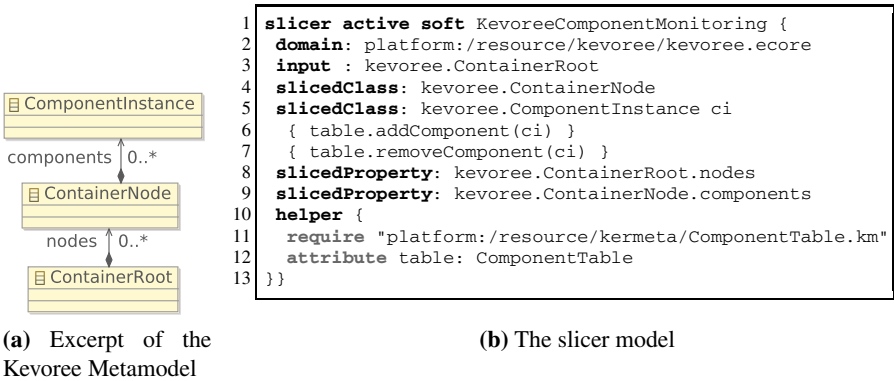 ComponentInstance
components 0..*
ContainerNode
nodes 0..*
ContainerRoot
(a) Excerpt of the
Kevoree Metamodel
1 slicer active soft KevoreeComponentMonitoring {
2 domain: platform:/resource/kevoree/kevoree.ecore
3 input : kevoree.ContainerRoot
4 slicedClass: kevoree.ContainerNode
5 slicedClass: kevoree.ComponentInstance ci
6 { table.addComponent(ci) }
7 { table.removeComponent(ci) }
8 slicedProperty: kevoree.ContainerRoot.nodes
9 slicedProperty: kevoree.ContainerNode.components
10 helper {
11 require "platform:/resource/kermeta/ComponentTable.km"
12 attribute table: ComponentTable
13 }}
(b) The slicer model